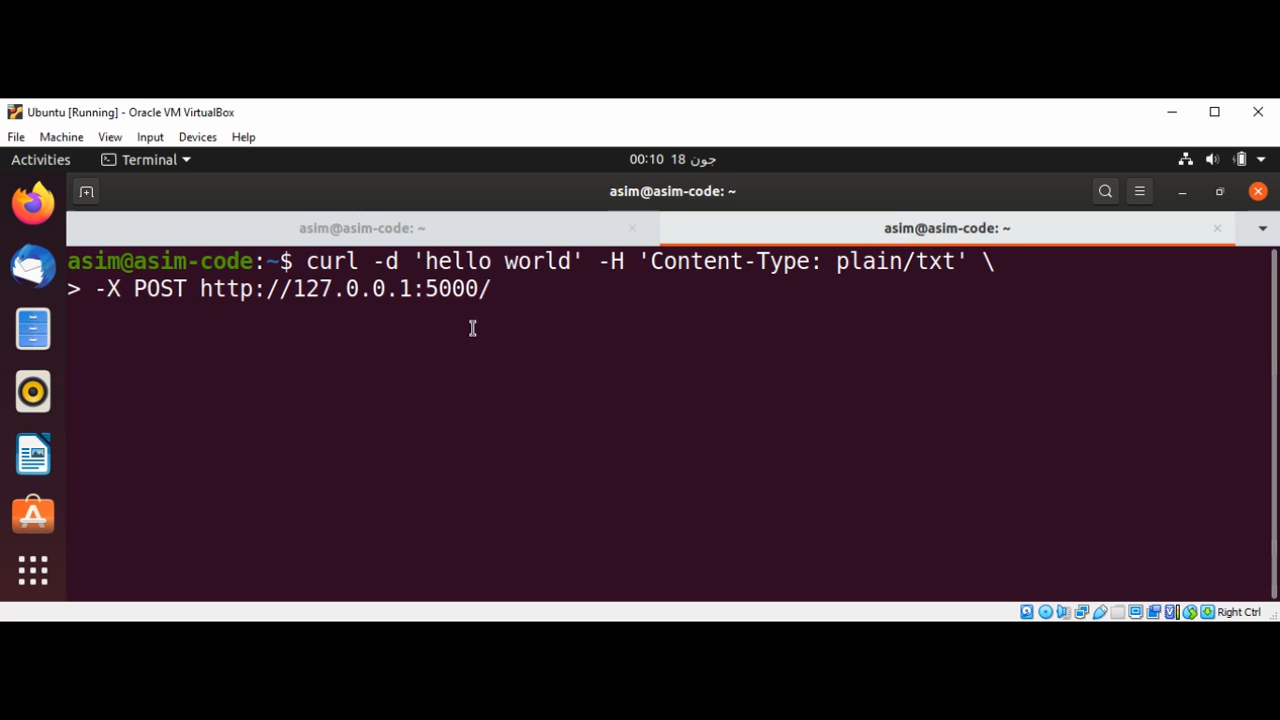 Ubuntu [Running] - Oracle VM VirtualBox
File Machine View Input Devices Help
Activities Terminal 00:10 18 جون
asim@asim-code: ~
asim@asim-code: ~ asim@asim-code: ~
asim@asim-code:~$ curl -d 'hello world' -H 'Content-Type: plain/txt' \
> -X POST http://127.0.0.1:5000/
Right Ctrl